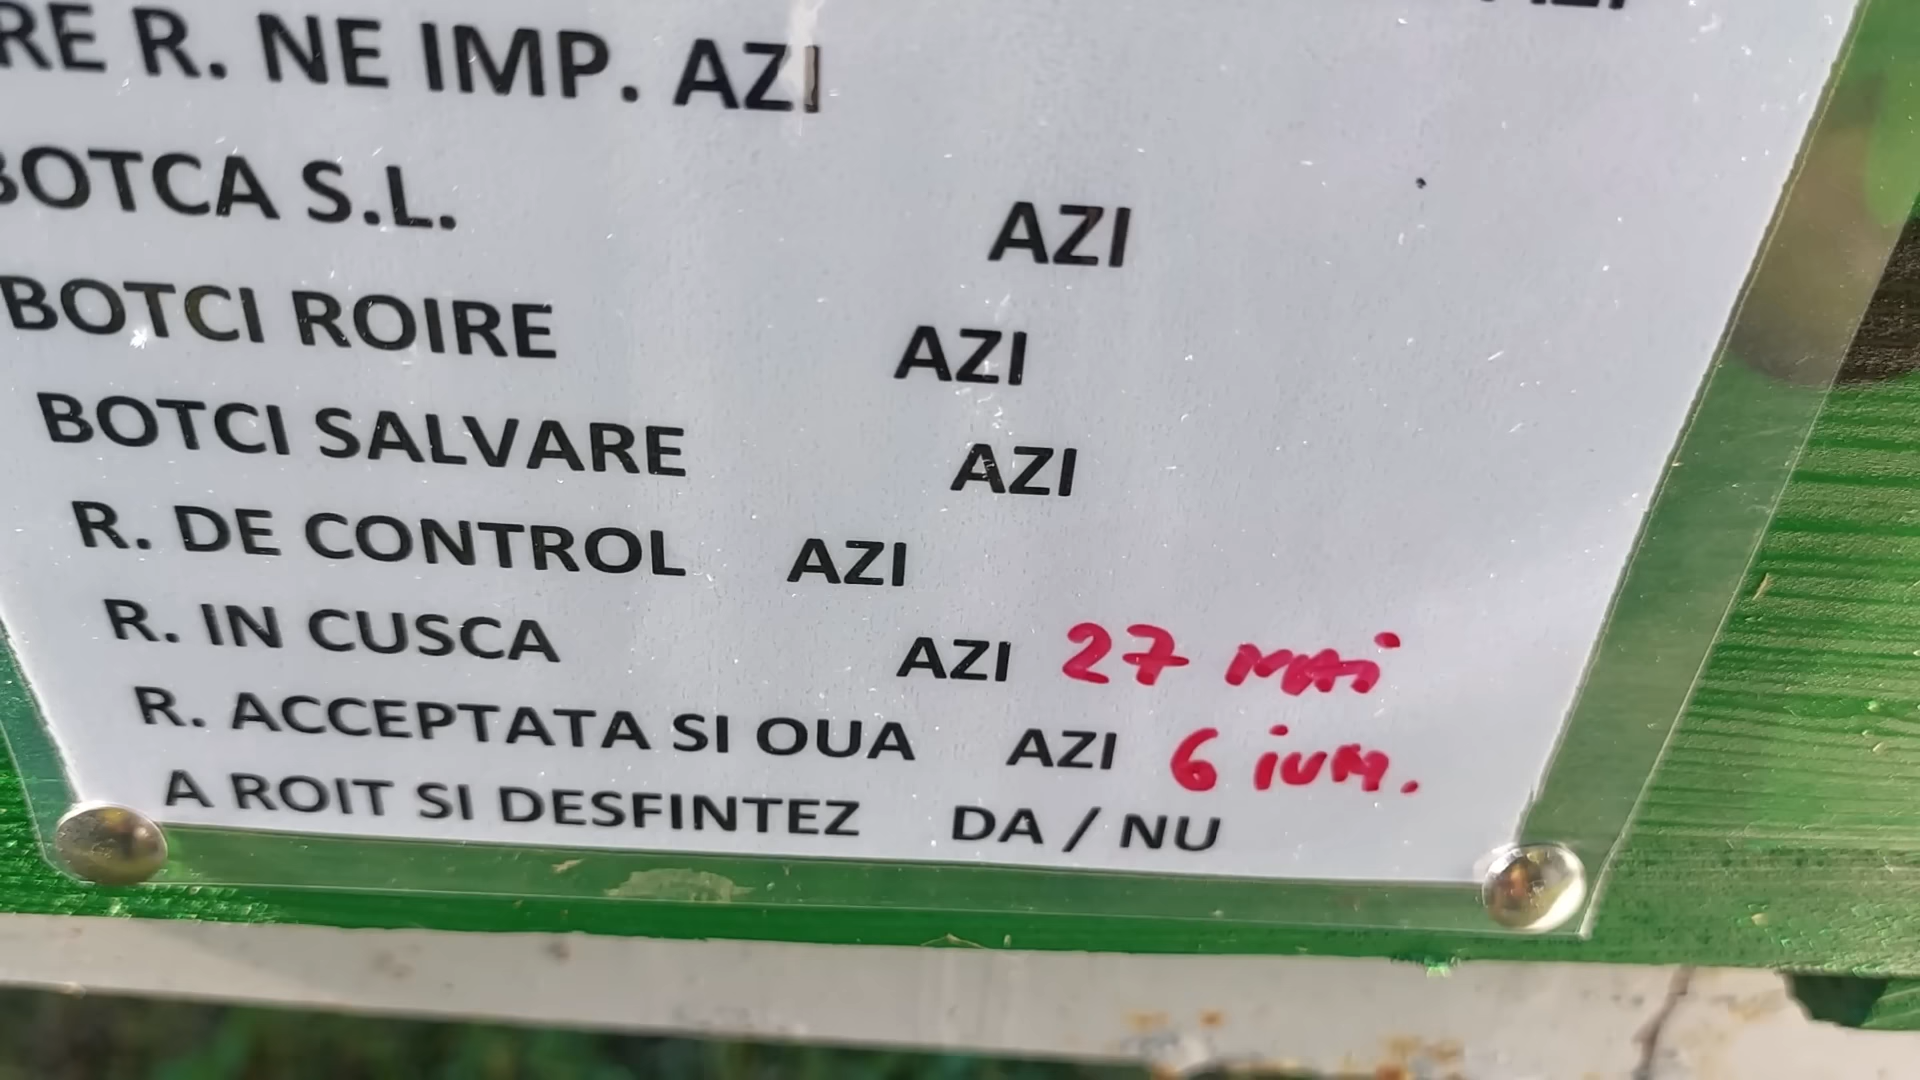 RE R. NE IMP. AZI
BOTCA S.L. AZI
BOTCI ROIRE AZI
BOTCI SALVARE AZI
R. DE CONTROL AZI
R. IN CUSCA AZI 27 mai
R. ACCEPTATA SI OUA AZI 6 iun.
A ROIT SI DESFINTEZ DA / NU